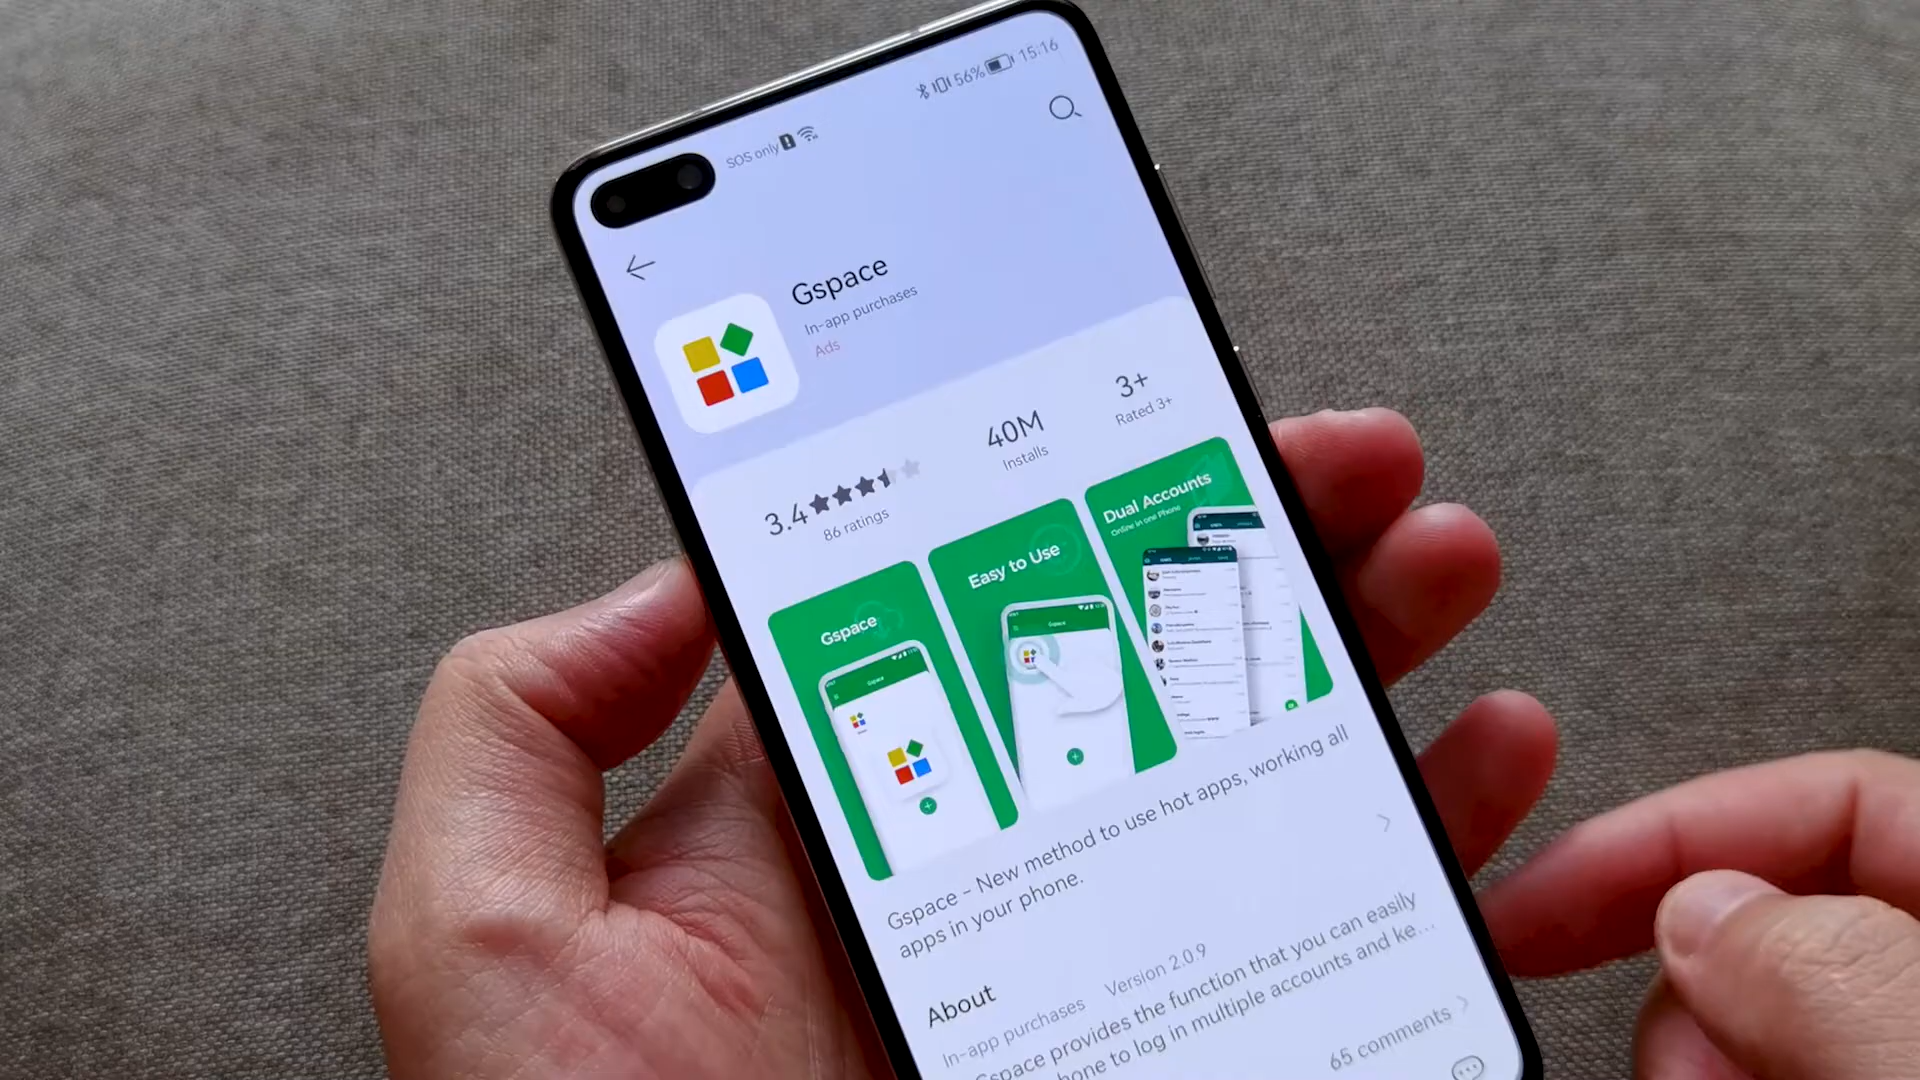 SOS only
56% 15:16
Gspace
In-app purchases
Ads
3.4
86 ratings
40M
Installs
3+
Rated 3+
Gspace
Gspace
Easy to Use
Gspace
Dual Accounts
Online in one Phone
Gspace - New method to use hot apps, working all
apps in your phone.
About
In-app purchases Version 2.0.9
space provides the function that you can easily
hone to log in multiple accounts and ke...
65 comments